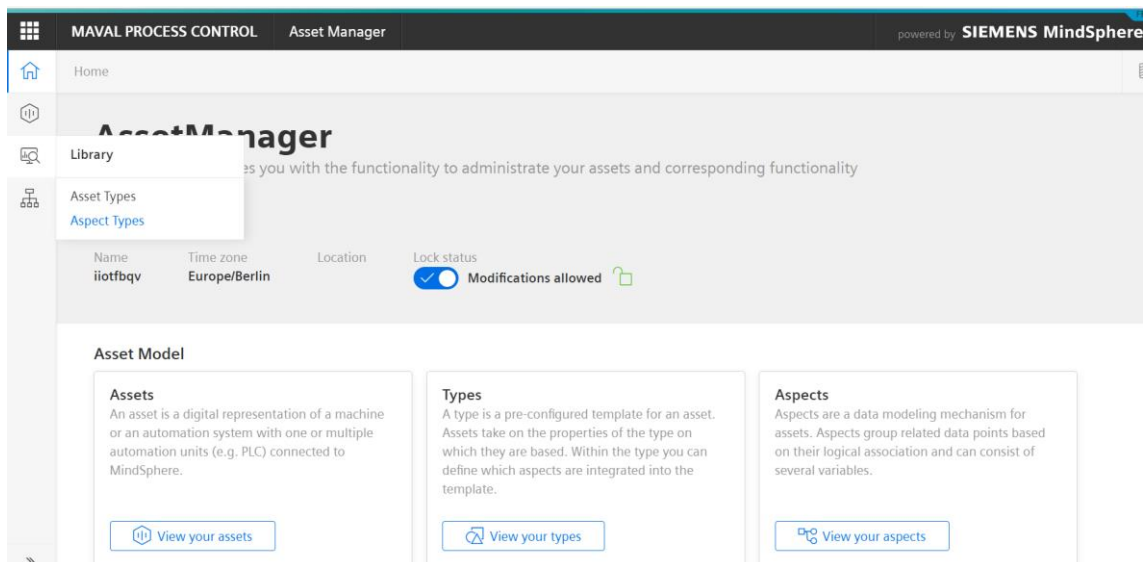 MAVAL PROCESS CONTROL Asset Manager powered by SIEMENS MindSphere
Home
AssetManager
Library
es you with the functionality to administrate your assets and corresponding functionality
Asset Types
Aspect Types
Name Time zone Location Lock status
iiotfbqv Europe/Berlin Modifications allowed
Asset Model
Assets
An asset is a digital representation of a machine
or an automation system with one or multiple
automation units (e.g. PLC) connected to
MindSphere.
View your assets
Types
A type is a pre-configured template for an asset.
Assets take on the properties of the type on
which they are based. Within the type you can
define which aspects are integrated into the
template.
View your types
Aspects
Aspects are a data modeling mechanism for
assets. Aspects group related data points based
on their logical association and can consist of
several variables.
View your aspects